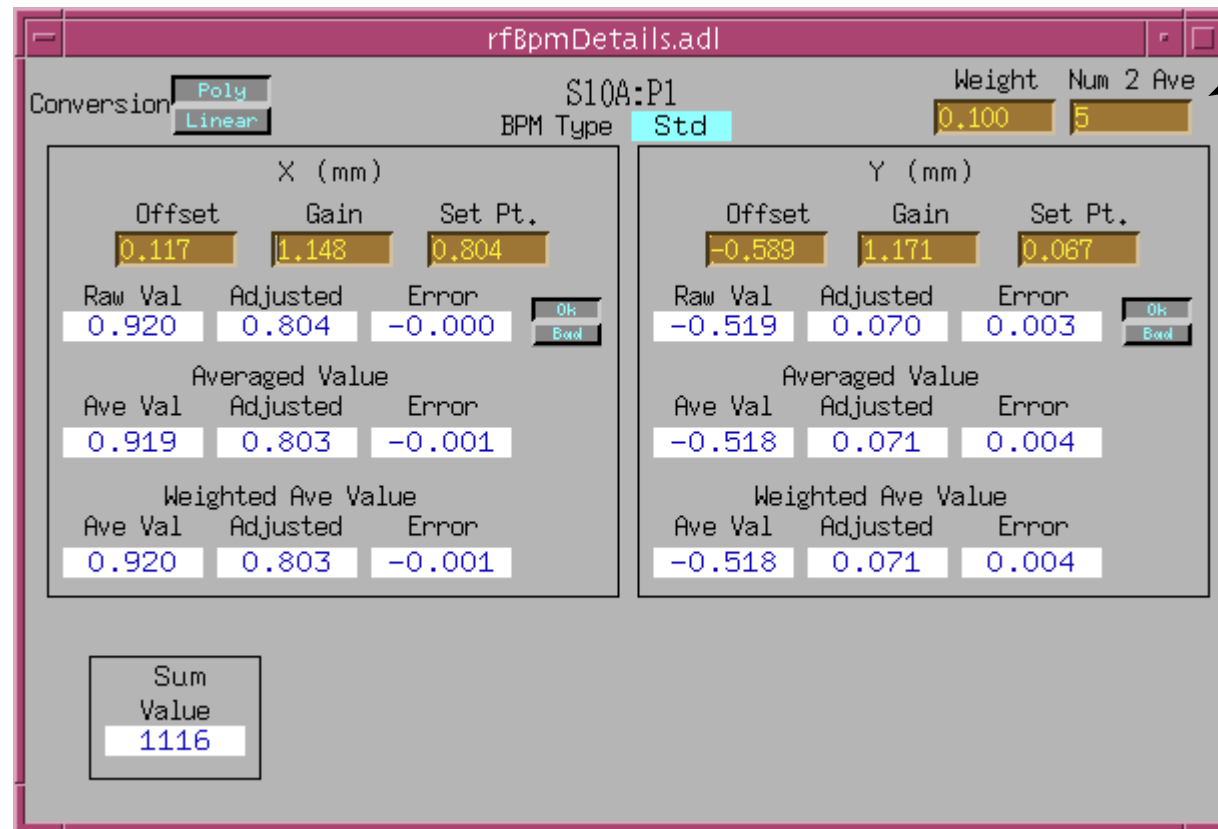 rfBpmDetails.adl
Conversion Poly Linear
S10A:P1
BPM Type Std
Weight Num 2 Ave
0.100 5
X (mm)
Offset Gain Set Pt.
0.117 1.148 0.804
Raw Val Adjusted Error
0.920 0.804 -0.000 Ok Bad
Averaged Value
Ave Val Adjusted Error
0.919 0.803 -0.001
Weighted Ave Value
Ave Val Adjusted Error
0.920 0.803 -0.001
Y (mm)
Offset Gain Set Pt.
-0.589 1.171 0.067
Raw Val Adjusted Error
-0.519 0.070 0.003 Ok Bad
Averaged Value
Ave Val Adjusted Error
-0.518 0.071 0.004
Weighted Ave Value
Ave Val Adjusted Error
-0.518 0.071 0.004
Sum
Value
1116